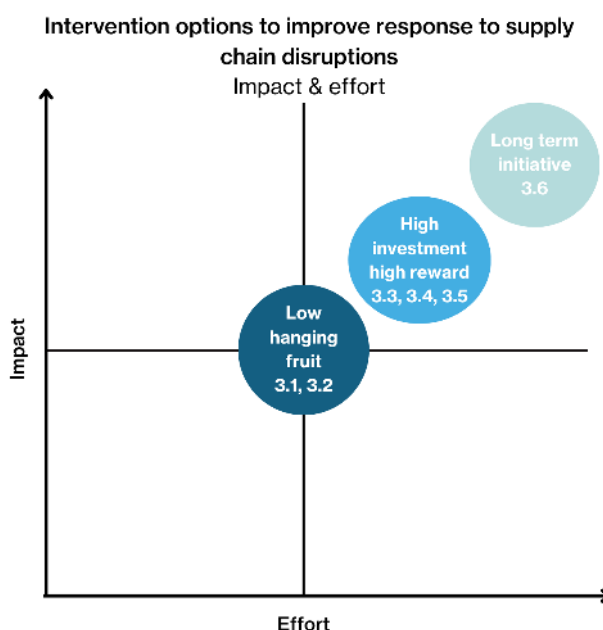 Intervention options to improve response to supply
chain disruptions
Impact & effort
Long term
initiative
3.6
High
investment
high reward
3.3, 3.4, 3.5
Low
hanging
fruit
3.1, 3.2
Impact
Effort